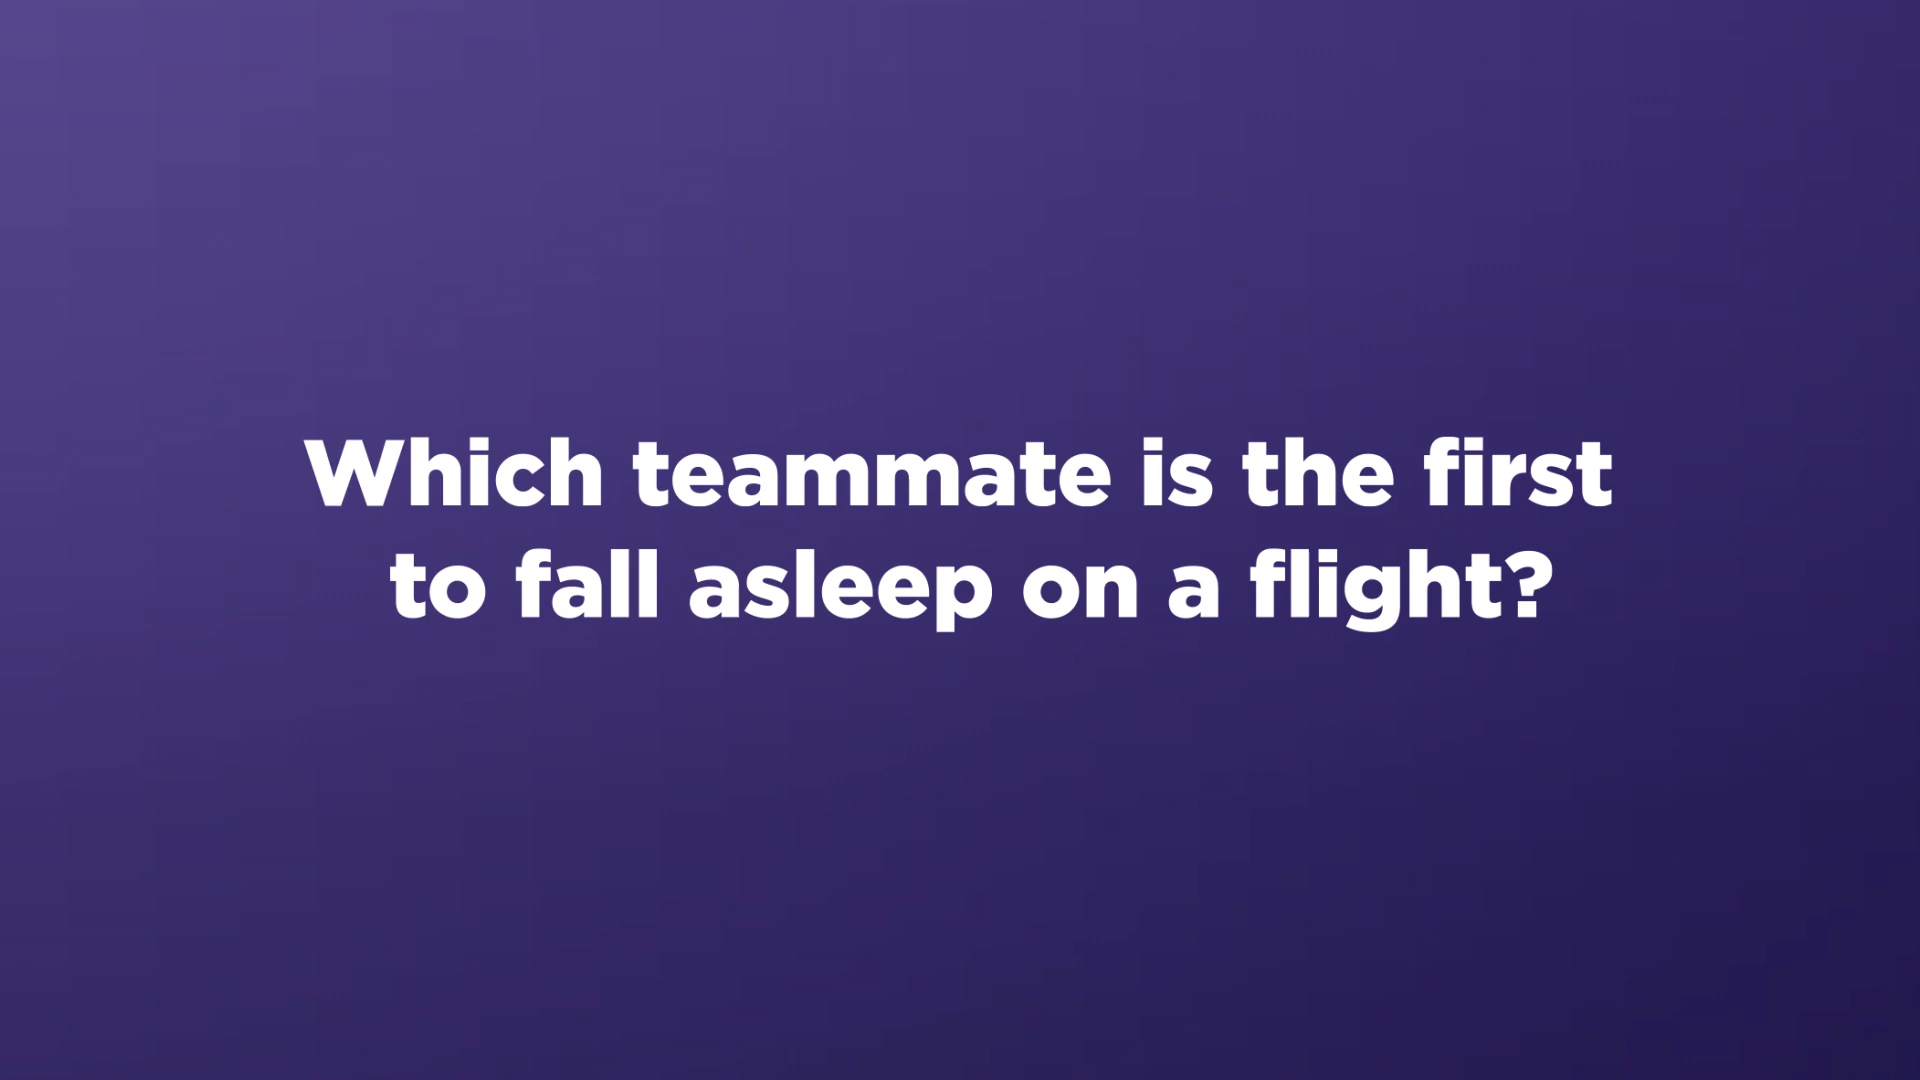 Which teammate is the first
to fall asleep on a flight?